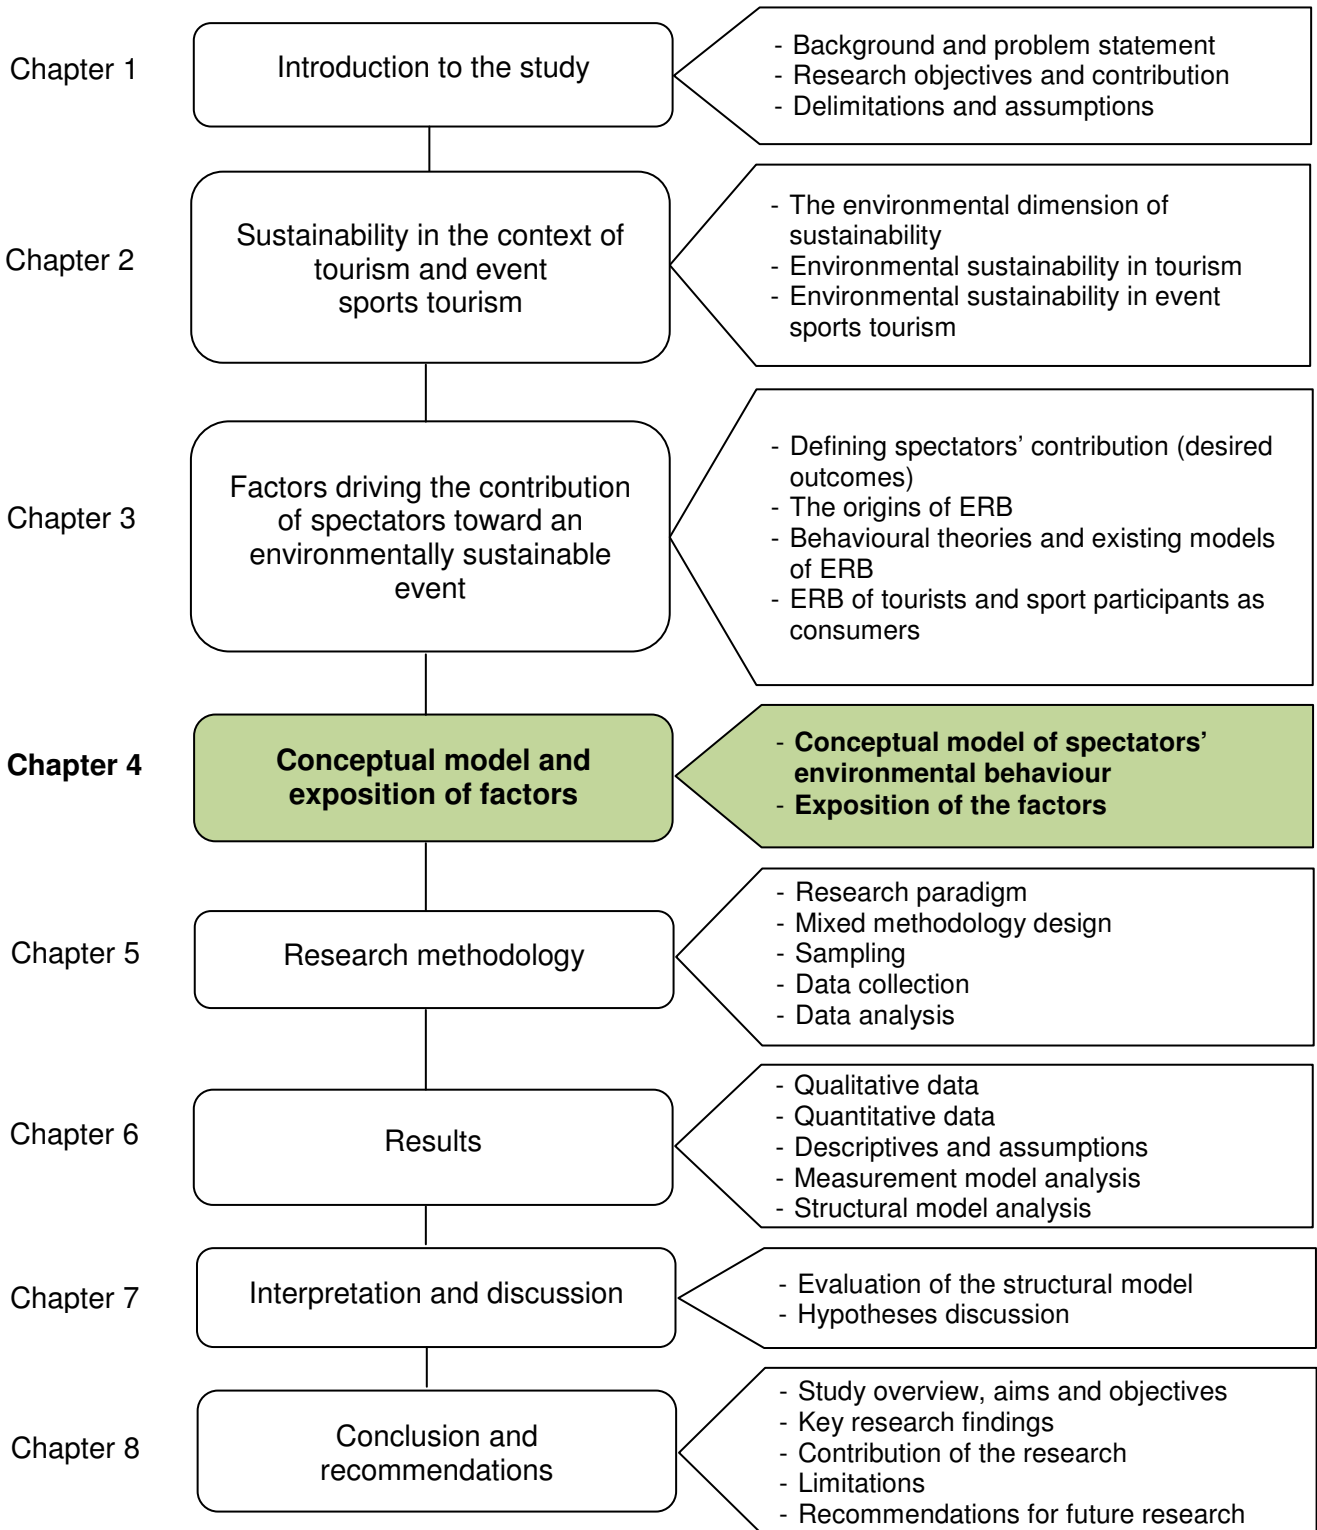 Chapter 1
Introduction to the study
- Background and problem statement
- Research objectives and contribution
- Delimitations and assumptions
Chapter 2
Sustainability in the context of
tourism and event
sports tourism
- The environmental dimension of
sustainability
- Environmental sustainability in tourism
- Environmental sustainability in event
sports tourism
Chapter 3
Factors driving the contribution
of spectators toward an
environmentally sustainable
event
- Defining spectators’ contribution (desired
outcomes)
- The origins of ERB
- Behavioural theories and existing models
of ERB
- ERB of tourists and sport participants as
consumers
Chapter 4
Conceptual model and
exposition of factors
- Conceptual model of spectators’
environmental behaviour
- Exposition of the factors
Chapter 5
Research methodology
- Research paradigm
- Mixed methodology design
- Sampling
- Data collection
- Data analysis
Chapter 6
Results
- Qualitative data
- Quantitative data
- Descriptives and assumptions
- Measurement model analysis
- Structural model analysis
Chapter 7
Interpretation and discussion
- Evaluation of the structural model
- Hypotheses discussion
Chapter 8
Conclusion and
recommendations
- Study overview, aims and objectives
- Key research findings
- Contribution of the research
- Limitations
- Recommendations for future research